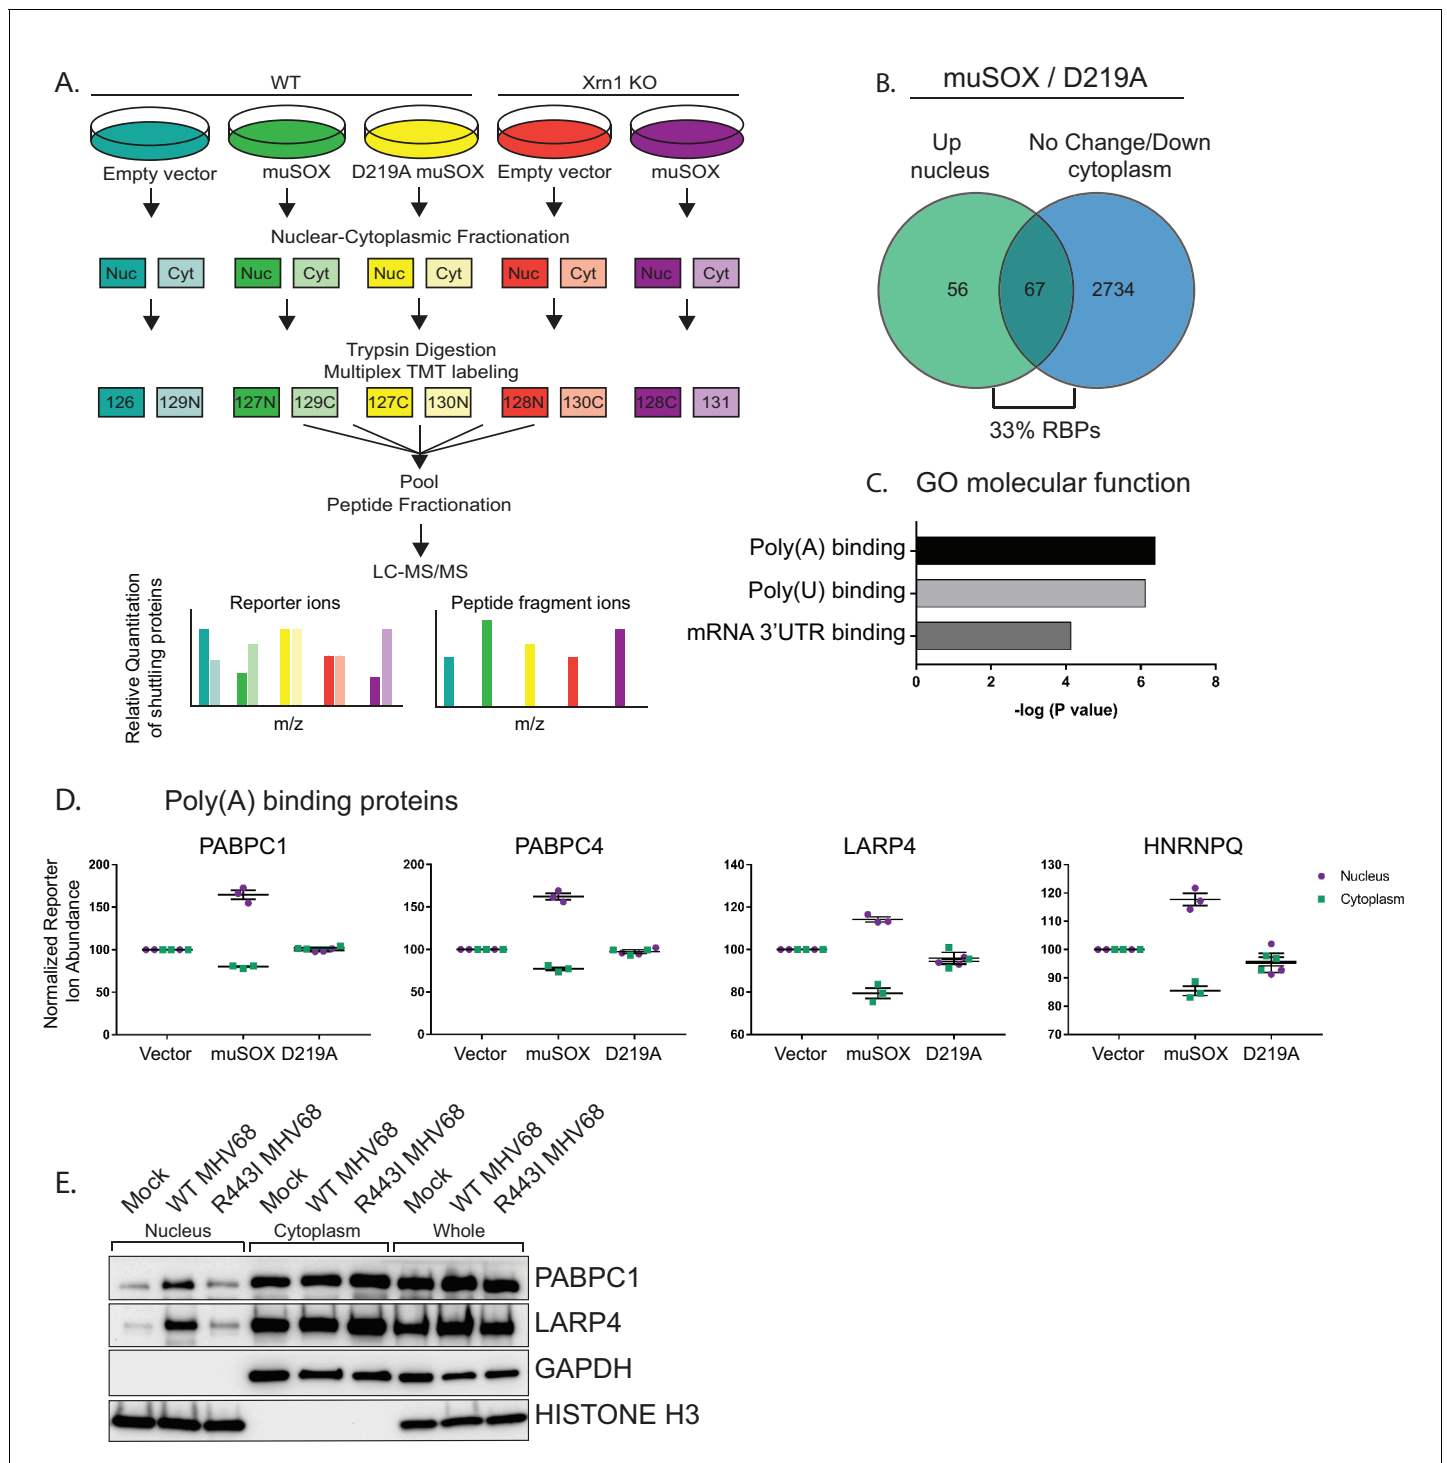 A.
WT
Xrn1 KO
Empty vector
muSOX
D219A muSOX
Empty vector
muSOX
Nuclear-Cytoplasmic Fractionation
Nuc Cyt Nuc Cyt Nuc Cyt Nuc Cyt Nuc Cyt
Trypsin Digestion
Multiplex TMT labeling
126 129N 127N 129C 127C 130N 128N 130C 128C 131
Pool
Peptide Fractionation
LC-MS/MS
Relative Quantitation
of shuttling proteins
Reporter ions
m/z
Peptide fragment ions
m/z
B.
muSOX / D219A
Up
nucleus
No Change/Down
cytoplasm
56
67
2734
33% RBPs
C.
GO molecular function
Poly(A) binding
Poly(U) binding
mRNA 3'UTR binding
0 2 4 6 8
-log (P value)
D.
Poly(A) binding proteins
Normalized Reporter
Ion Abundance
PABPC1
200
150
100
50
0
Vector muSOX D219A
PABPC4
200
150
100
50
0
Vector muSOX D219A
LARP4
140
120
100
80
60
Vector muSOX D219A
HNRNPQ
130
120
110
100
90
80
70
Vector muSOX D219A
Nucleus
Cytoplasm
E.
Mock
WT MHV68
R443I MHV68
Mock
WT MHV68
R443I MHV68
Mock
WT MHV68
R443I MHV68
Nucleus
Cytoplasm
Whole
PABPC1
LARP4
GAPDH
HISTONE H3